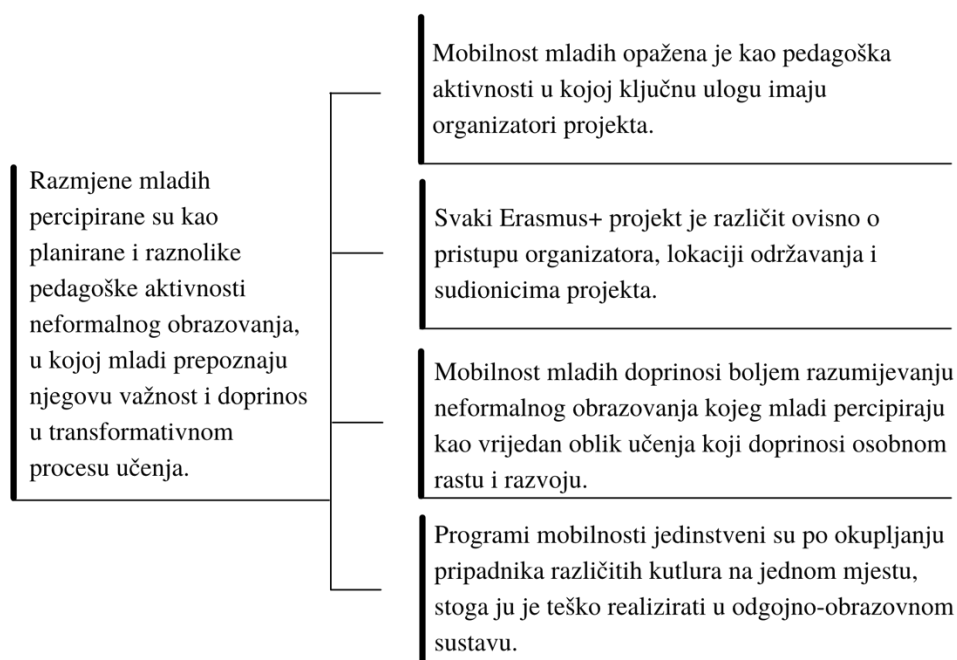 Razmjene mladih
percipirane su kao
planirane i raznolike
pedagoške aktivnosti
neformalnog obrazovanja,
u kojoj mladi prepoznaju
njegovu važnost i doprinos
u transformativnom
procesu učenja.
Mobilnost mladih opažena je kao pedagoška
aktivnosti u kojoj ključnu ulogu imaju
organizatori projekta.
Svaki Erasmus+ projekt je različit ovisno o
pristupu organizatora, lokaciji održavanja i
sudionicima projekta.
Mobilnost mladih doprinosi boljem razumijevanju
neformalnog obrazovanja kojeg mladi percipiraju
kao vrijedan oblik učenja koji doprinosi osobnom
rastu i razvoju.
Programi mobilnosti jedinstveni su po okupljanju
pripadnika različitih kutlura na jednom mjestu,
stoga ju je teško realizirati u odgojno-obrazovnom
sustavu.